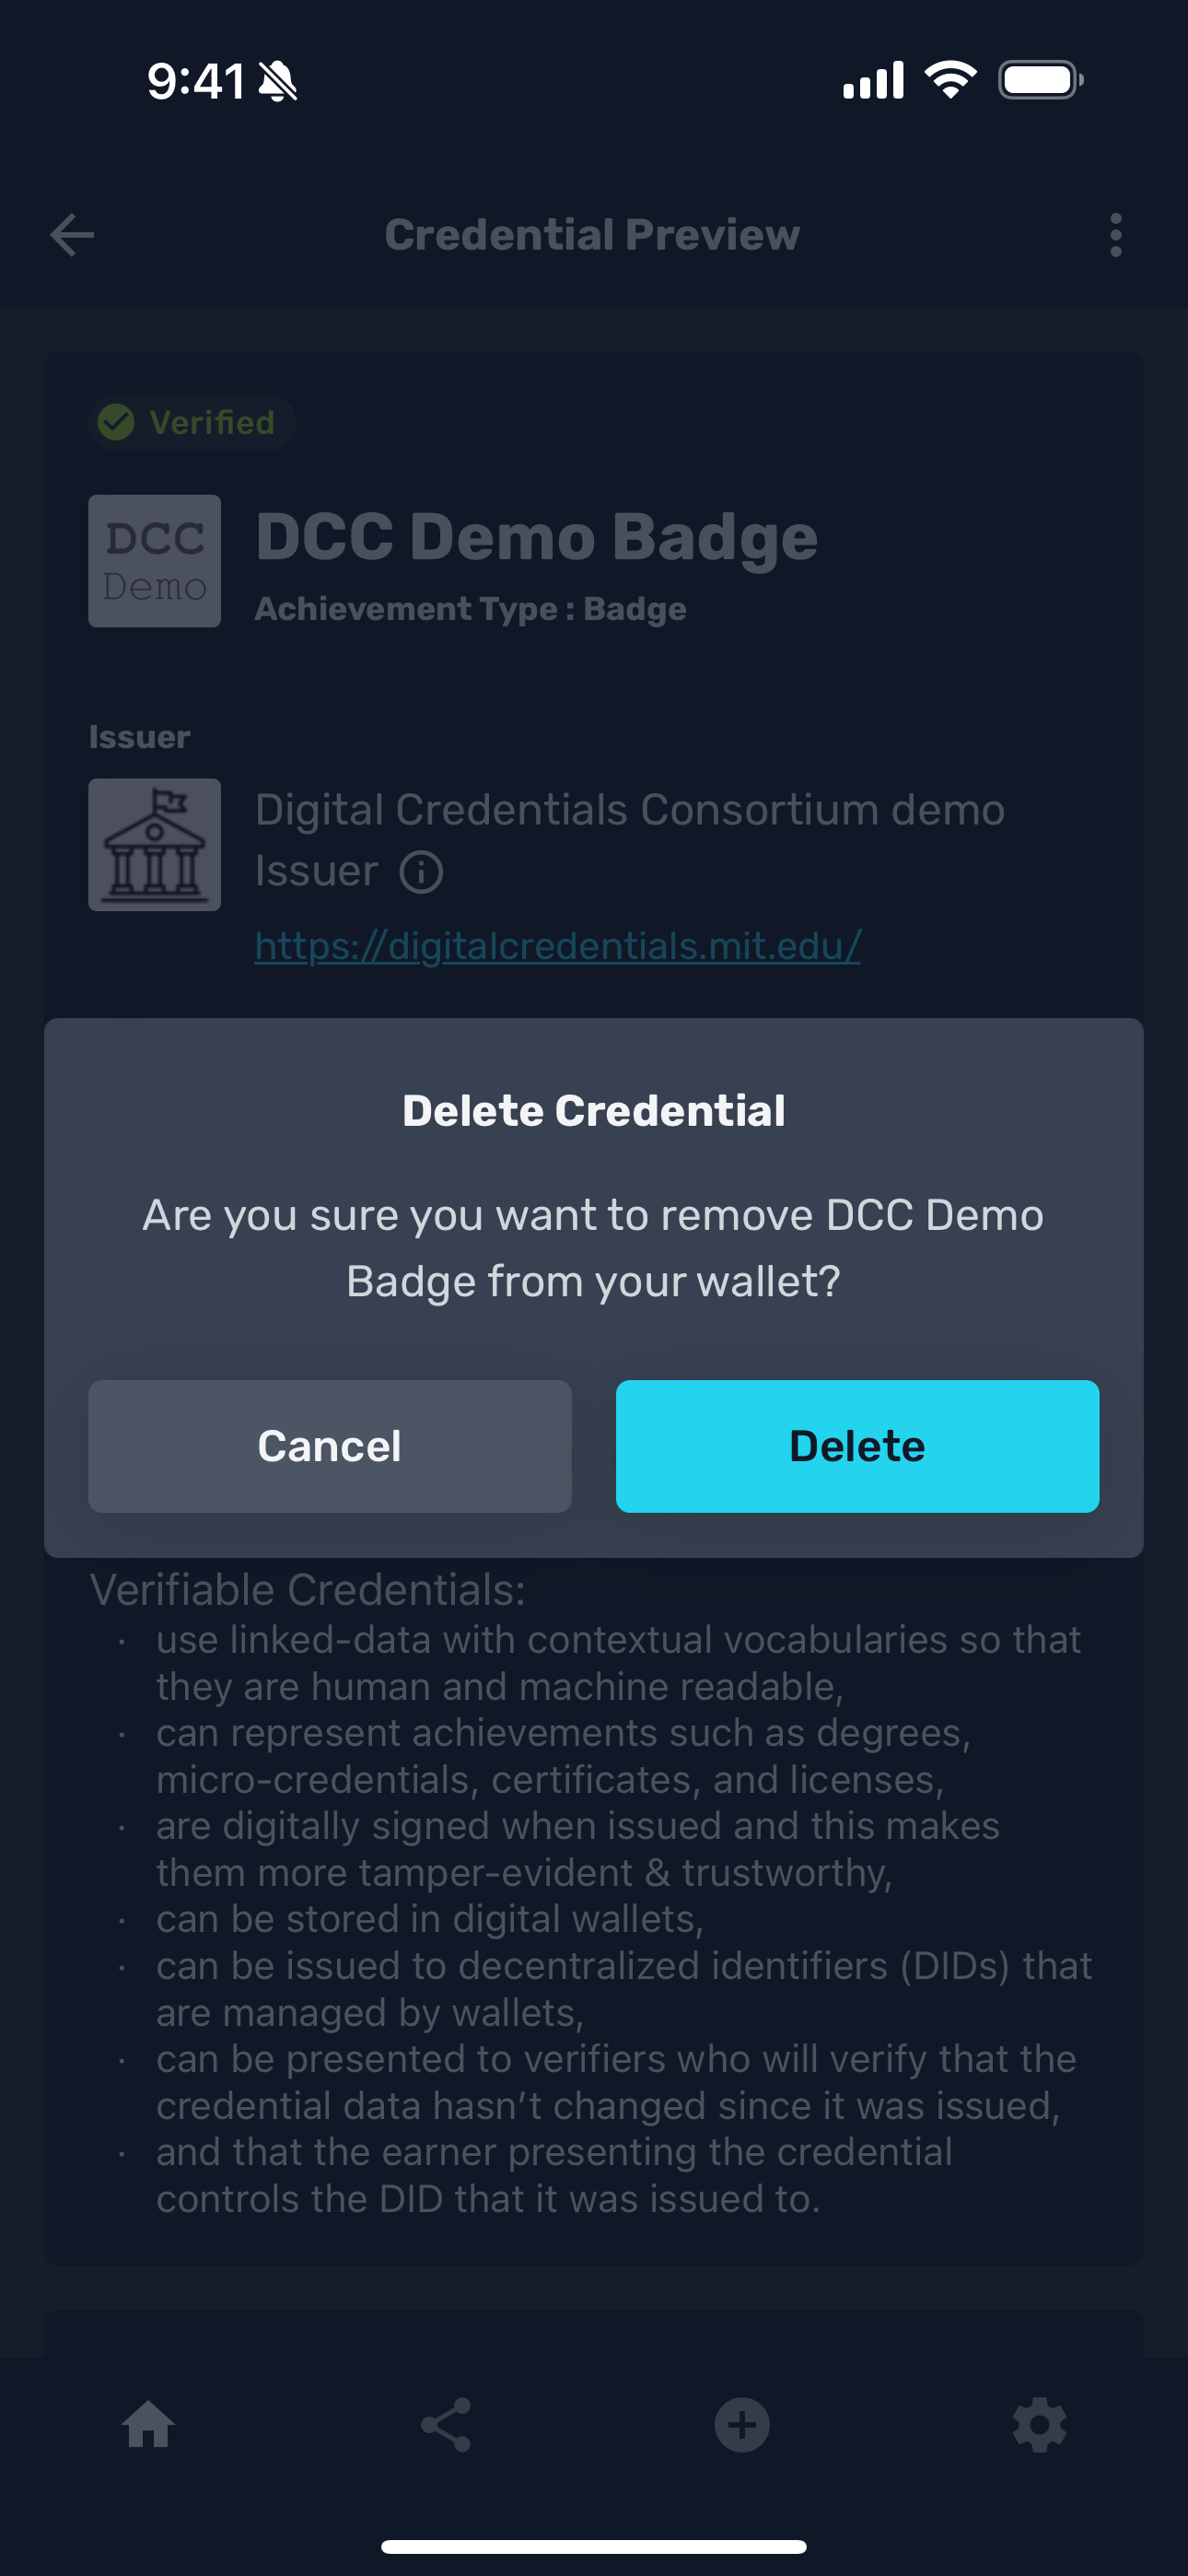 9:41
Credential Preview
Verified
DCC
Demo
DCC Demo Badge
Achievement Type : Badge
Issuer
Digital Credentials Consortium demo
Issuer
https://digitalcredentials.mit.edu/
Delete Credential
Are you sure you want to remove DCC Demo
Badge from your wallet?
Cancel
Delete
Verifiable Credentials:
· use linked-data with contextual vocabularies so that
they are human and machine readable,
· can represent achievements such as degrees,
micro-credentials, certificates, and licenses,
· are digitally signed when issued and this makes
them more tamper-evident & trustworthy,
· can be stored in digital wallets,
· can be issued to decentralized identifiers (DIDs) that
are managed by wallets,
· can be presented to verifiers who will verify that the
credential data hasn’t changed since it was issued,
· and that the earner presenting the credential
controls the DID that it was issued to.